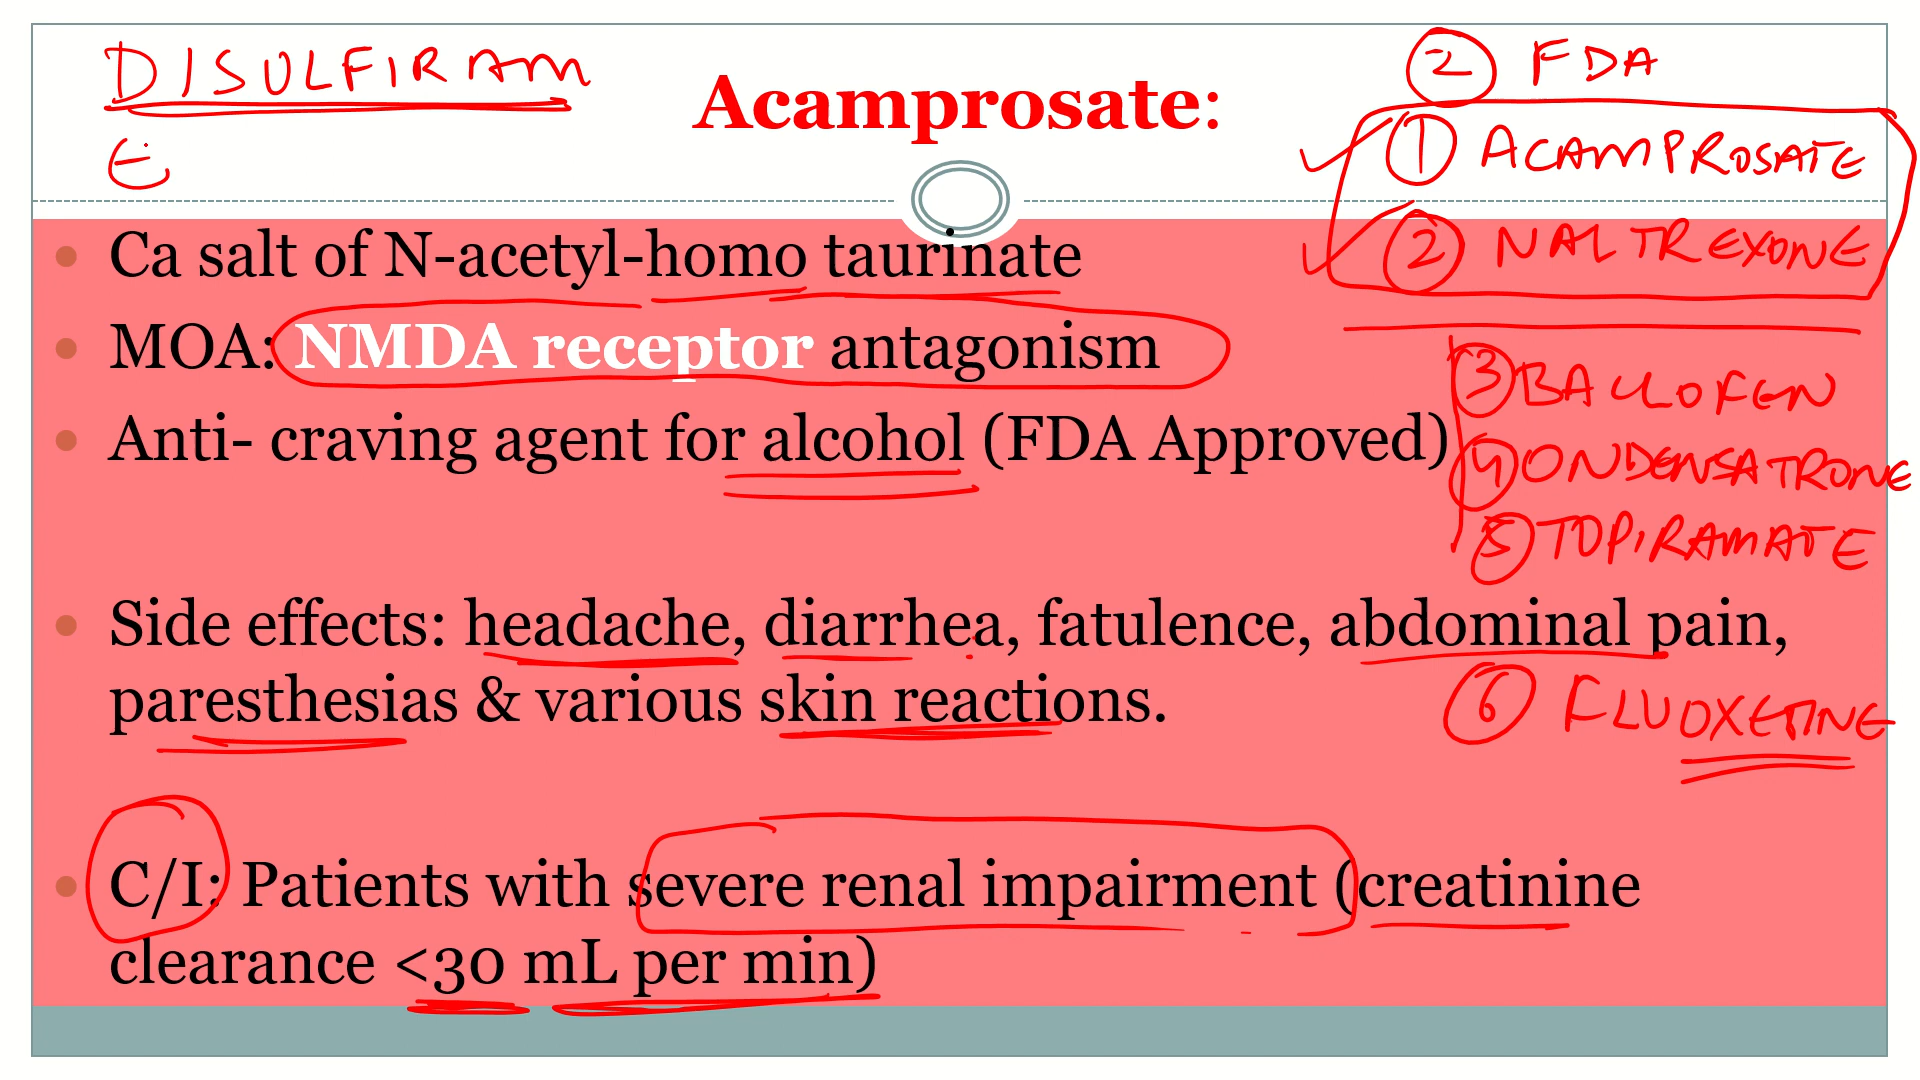 DISULFIRAM
E
Acamprosate:
② FDA
① ACAMPROSATE
② NALTREXONE
③ BACLOFEN
④ ONDENSATRONE
⑤ TOPIRAMATE
⑥ FLUOXETINE
• Ca salt of N-acetyl-homo taurinate
• MOA: NMDA receptor antagonism
• Anti- craving agent for alcohol (FDA Approved)
• Side effects: headache, diarrhea, fatulence, abdominal pain,
paresthesias & various skin reactions.
• C/I: Patients with severe renal impairment (creatinine
clearance <30 mL per min)